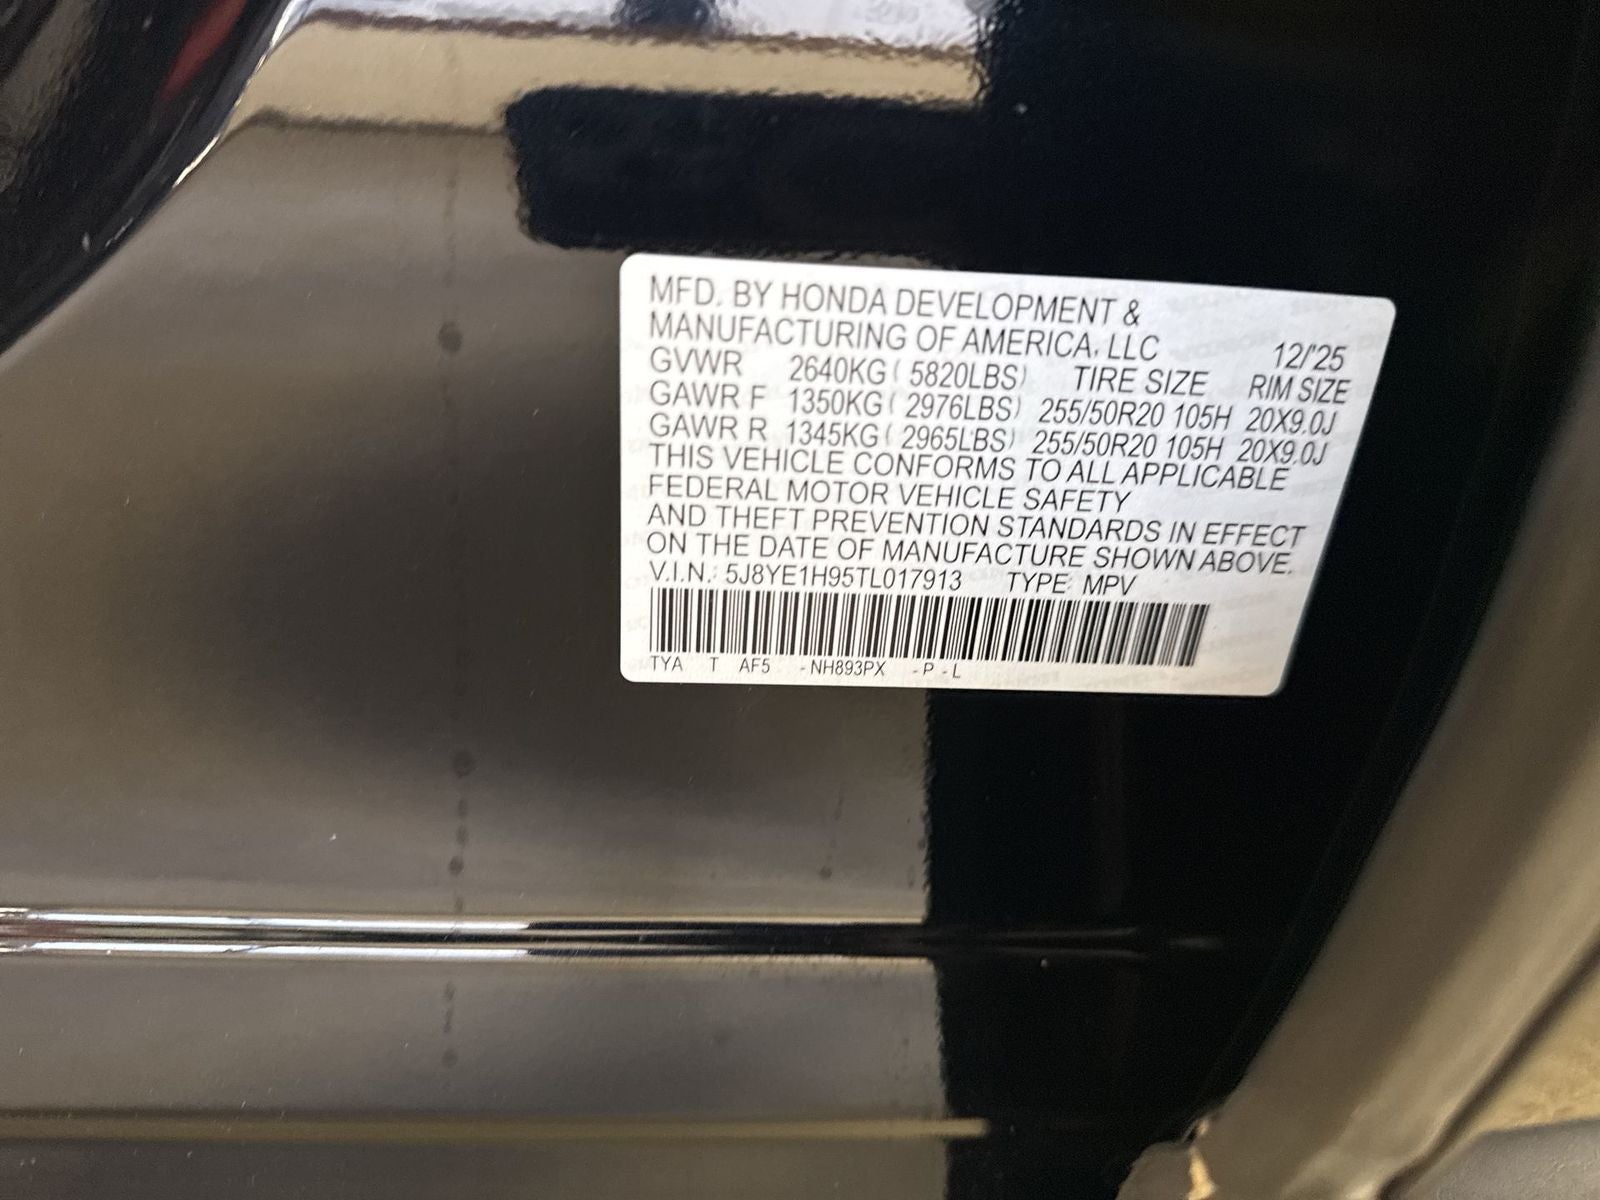 MFD. BY HONDA DEVELOPMENT &
MANUFACTURING OF AMERICA, LLC 12/'25
GVWR 2640KG ( 5820LBS) TIRE SIZE RIM SIZE
GAWR F 1350KG ( 2976LBS) 255/50R20 105H 20X9.0J
GAWR R 1345KG ( 2965LBS) 255/50R20 105H 20X9.0J
THIS VEHICLE CONFORMS TO ALL APPLICABLE
FEDERAL MOTOR VEHICLE SAFETY
AND THEFT PREVENTION STANDARDS IN EFFECT
ON THE DATE OF MANUFACTURE SHOWN ABOVE.
V.I.N.: 5J8YE1H95TL017913 TYPE: MPV
TYA T AF5 -NH893PX -P -L